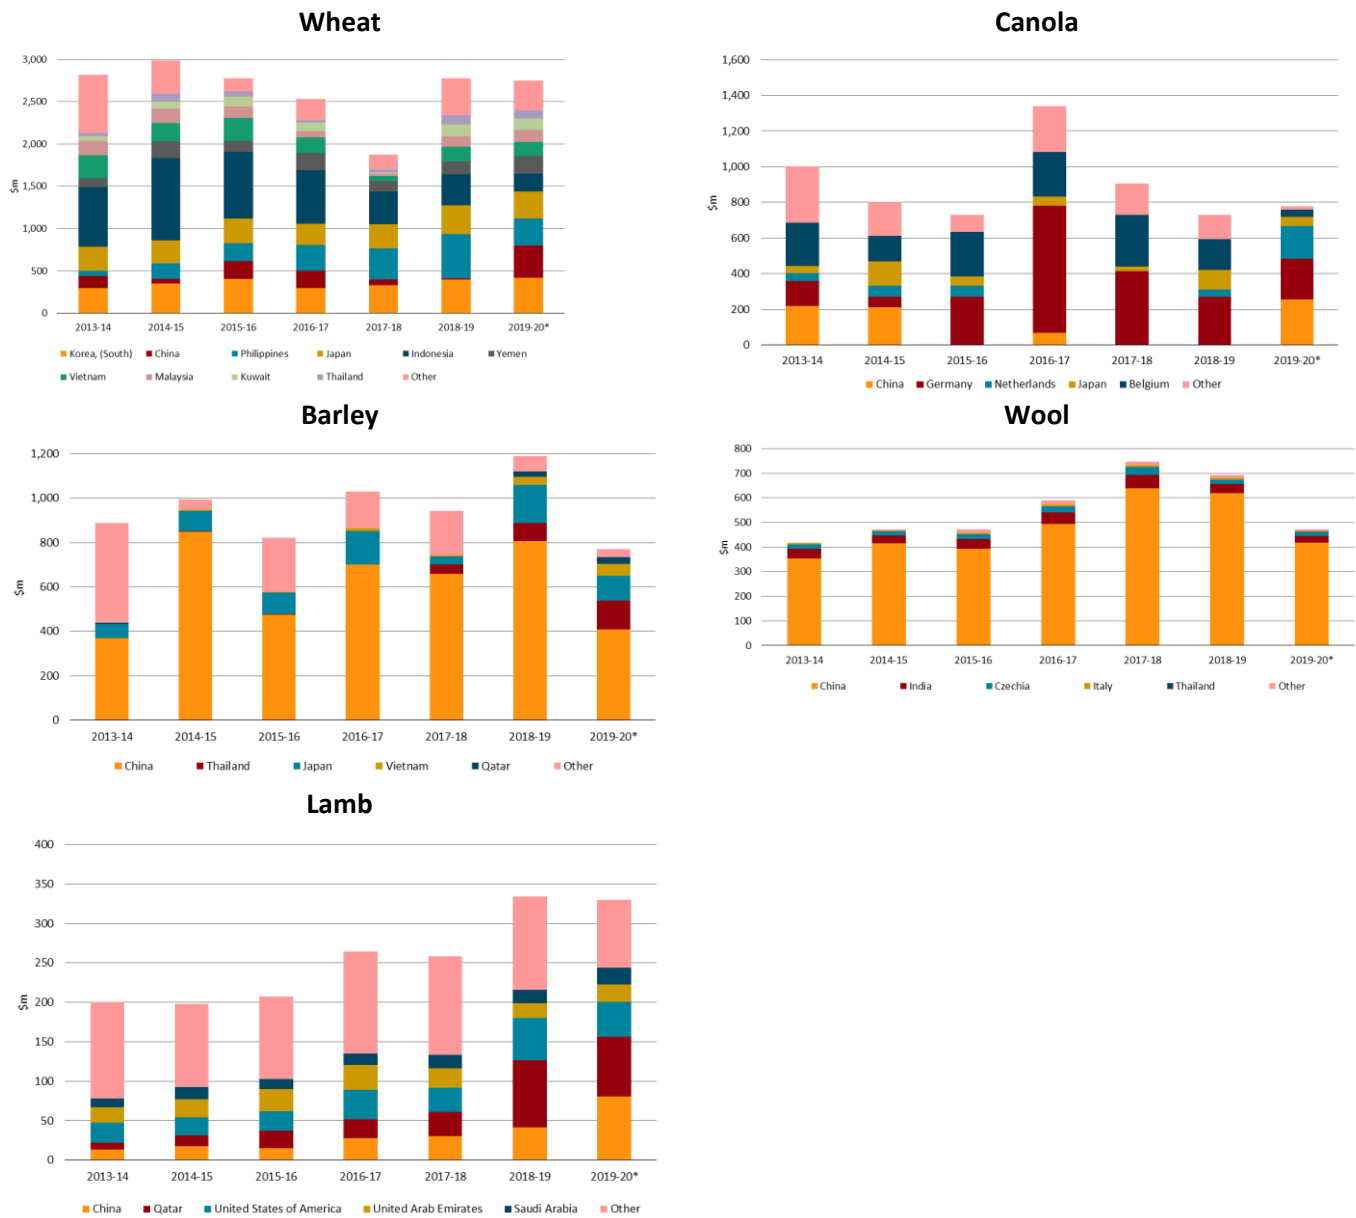 Wheat
3,000
2,500
2,000
1,500
1,000
500
0
$m
2013-14 2014-15 2015-16 2016-17 2017-18 2018-19 2019-20*
Korea, (South) China Philippines Japan Indonesia Yemen
Vietnam Malaysia Kuwait Thailand Other
Canola
1,600
1,400
1,200
1,000
800
600
400
200
0
$m
2013-14 2014-15 2015-16 2016-17 2017-18 2018-19 2019-20*
China Germany Netherlands Japan Belgium Other
Barley
1,200
1,000
800
600
400
200
0
$m
2013-14 2014-15 2015-16 2016-17 2017-18 2018-19 2019-20*
China Thailand Japan Vietnam Qatar Other
Wool
800
700
600
500
400
300
200
100
0
$m
2013-14 2014-15 2015-16 2016-17 2017-18 2018-19 2019-20*
China India Czechia Italy Thailand Other
Lamb
400
350
300
250
200
150
100
50
0
$m
2013-14 2014-15 2015-16 2016-17 2017-18 2018-19 2019-20*
China Qatar United States of America United Arab Emirates Saudi Arabia Other